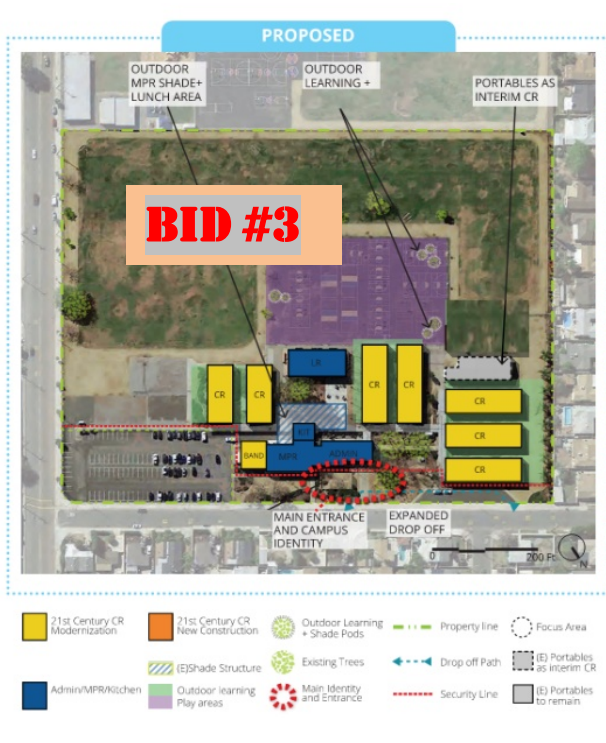 PROPOSED
OUTDOOR
MPR SHADE+
LUNCH AREA
OUTDOOR
LEARNING +
PORTABLES AS
INTERIM CR
BID #3
LR
CR
CR
CR
CR
CR
CR
CR
KIT
BAND
MPR
ADMIN
MAIN ENTRANCE
AND CAMPUS
IDENTITY
EXPANDED
DROP OFF
0
200 Ft.
N
21st Century CR
Modernization
21st Century CR
New Construction
Outdoor Learning
+ Shade Pods
Property line
Focus Area
(E)Shade Structure
Existing Trees
Drop off Path
(E) Portables
as interim CR
Admin/MPR/Kitchen
Outdoor learning
Play areas
Main Identity
and Entrance
Security Line
(E) Portables
to remain